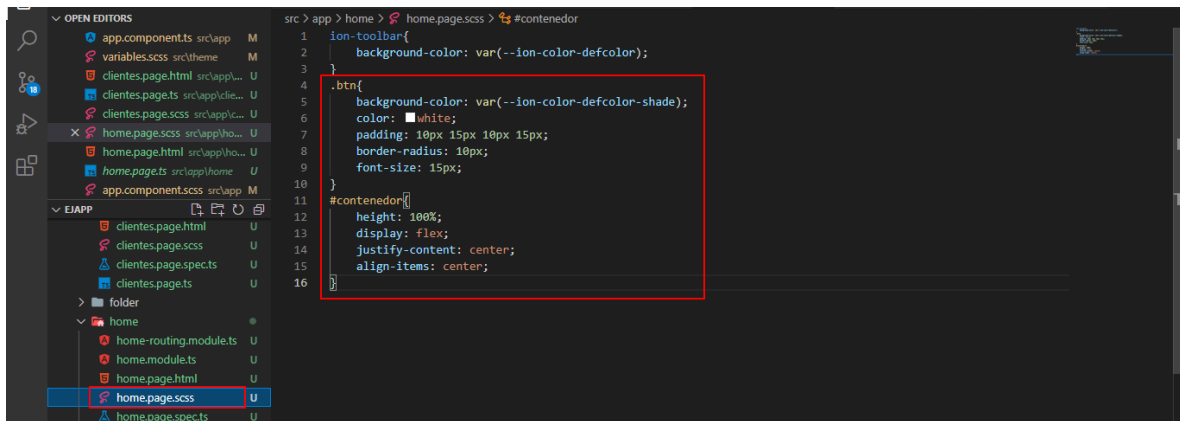 OPEN EDITORS
app.component.ts src\app M
variables.scss src\theme M
clientes.page.html src\app\... U
clientes.page.ts src\app\clie... U
clientes.page.scss src\app\c... U
home.page.scss src\app\ho... U
home.page.html src\app\ho... U
home.page.ts src\app\home U
app.component.scss src\app M
EJAPP
clientes.page.html U
clientes.page.scss U
clientes.page.spec.ts U
clientes.page.ts U
folder
home
home-routing.module.ts U
home.module.ts U
home.page.html U
home.page.scss U
home.page.spec.ts U
18
src > app > home > home.page.scss > #contenedor
1 ion-toolbar{
2 background-color: var(--ion-color-defcolor);
3 }
4 .btn{
5 background-color: var(--ion-color-defcolor-shade);
6 color: white;
7 padding: 10px 15px 10px 15px;
8 border-radius: 10px;
9 font-size: 15px;
10 }
11 #contenedor{
12 height: 100%;
13 display: flex;
14 justify-content: center;
15 align-items: center;
16 }